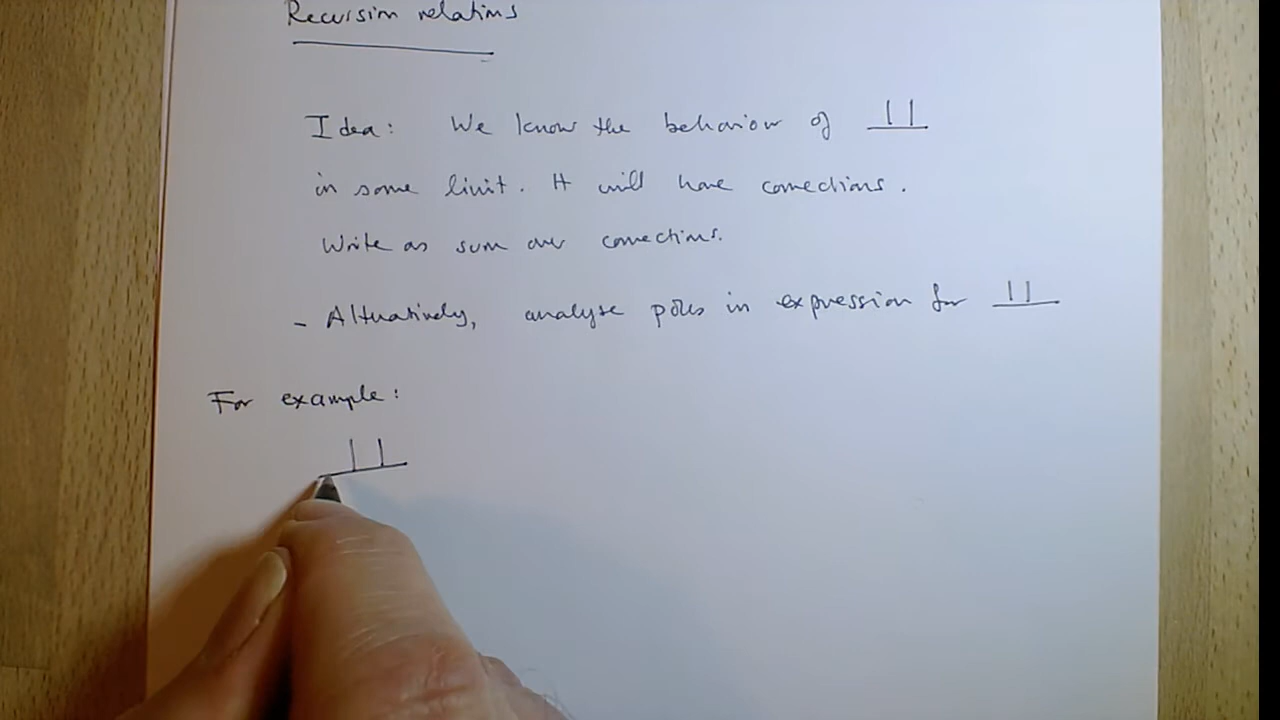 Recursion relations
Idea: We know the behaviour of
in some limit. It will have corrections.
Write as sum over corrections.
- Alternatively, analyse poles in expression for
For example: